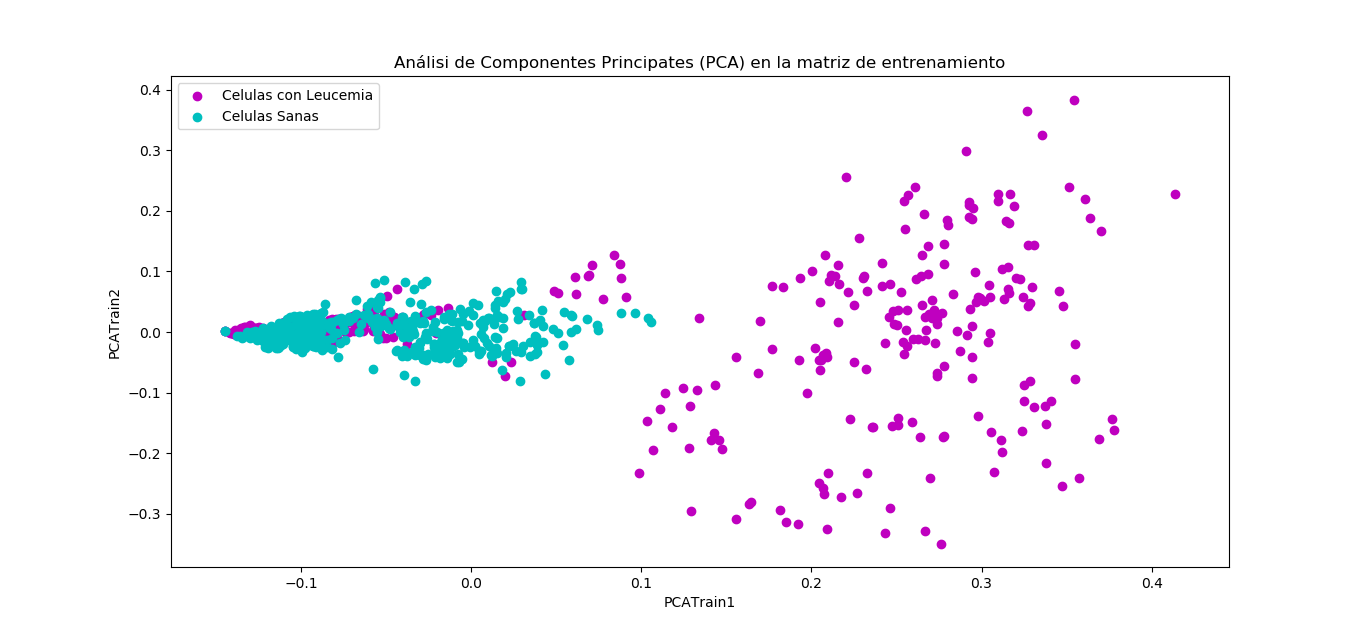 Análisi de Componentes Principates (PCA) en la matriz de entrenamiento
Celulas con Leucemia
Celulas Sanas
0.4
0.3
0.2
0.1
0.0
−0.1
−0.2
−0.3
PCATrain2
−0.1
0.0
0.1
0.2
0.3
0.4
PCATrain1